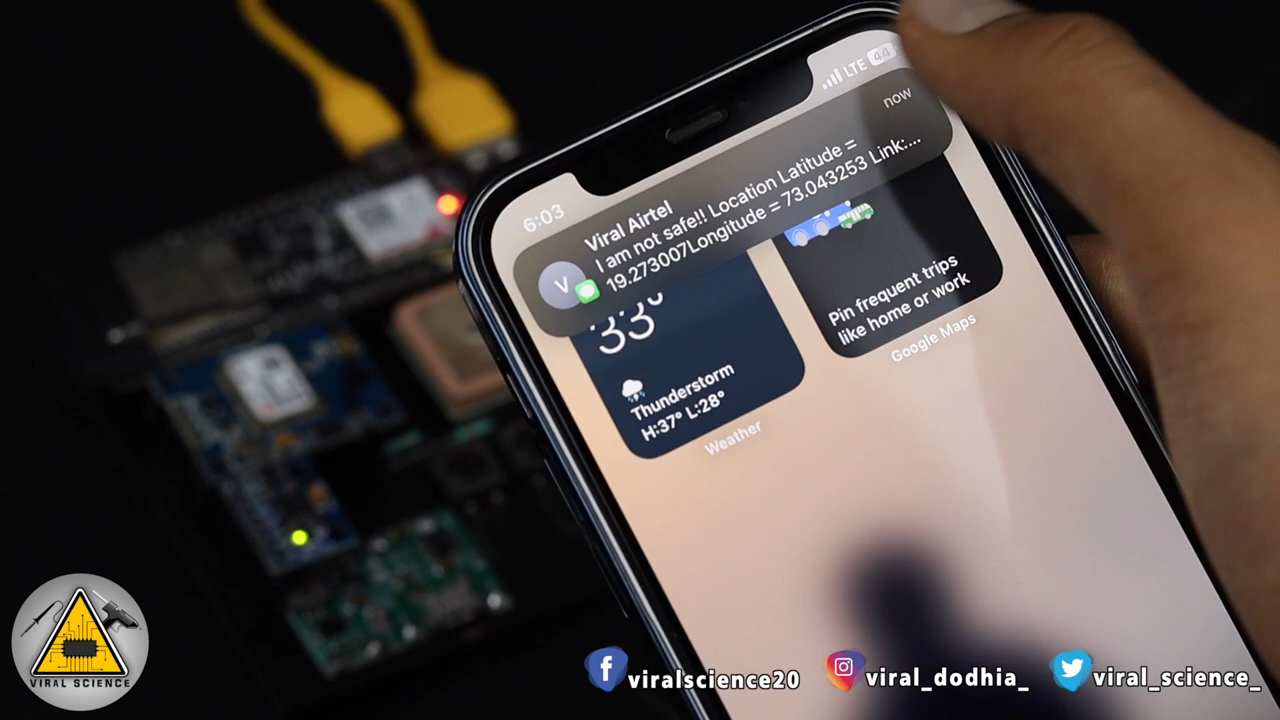 LTE 44
now
6:03
Viral Airtel
I am not safe!! Location Latitude =
19.273007Longitude = 73.043253 Link:...
V
33°
Thunderstorm
H:37° L:28°
Weather
Pin frequent trips
like home or work
Google Maps
VIRAL SCIENCE
viralscience20
viral_dodhia_
viral_science_